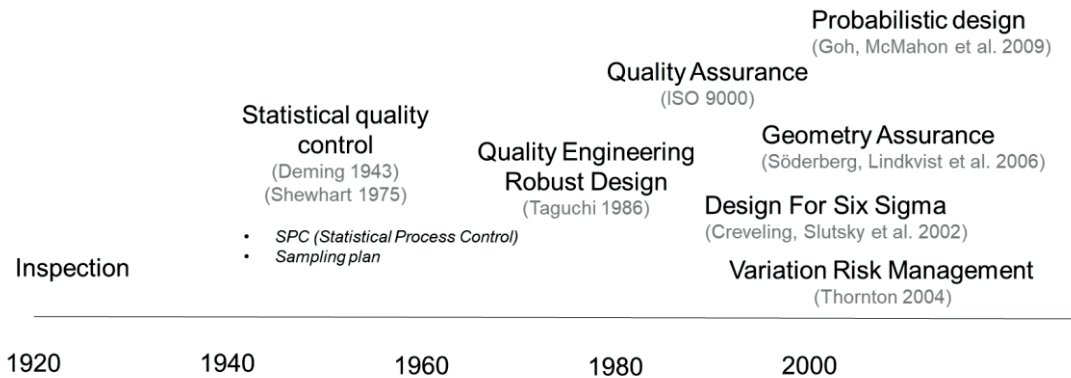 Probabilistic design
(Goh, McMahon et al. 2009)
Quality Assurance
(ISO 9000)
Statistical quality
control
(Deming 1943)
(Shewhart 1975)
Quality Engineering
Robust Design
(Taguchi 1986)
Geometry Assurance
(Söderberg, Lindkvist et al. 2006)
Design For Six Sigma
(Creveling, Slutsky et al. 2002)
• SPC (Statistical Process Control)
• Sampling plan
Inspection
Variation Risk Management
(Thornton 2004)
1920 1940 1960 1980 2000